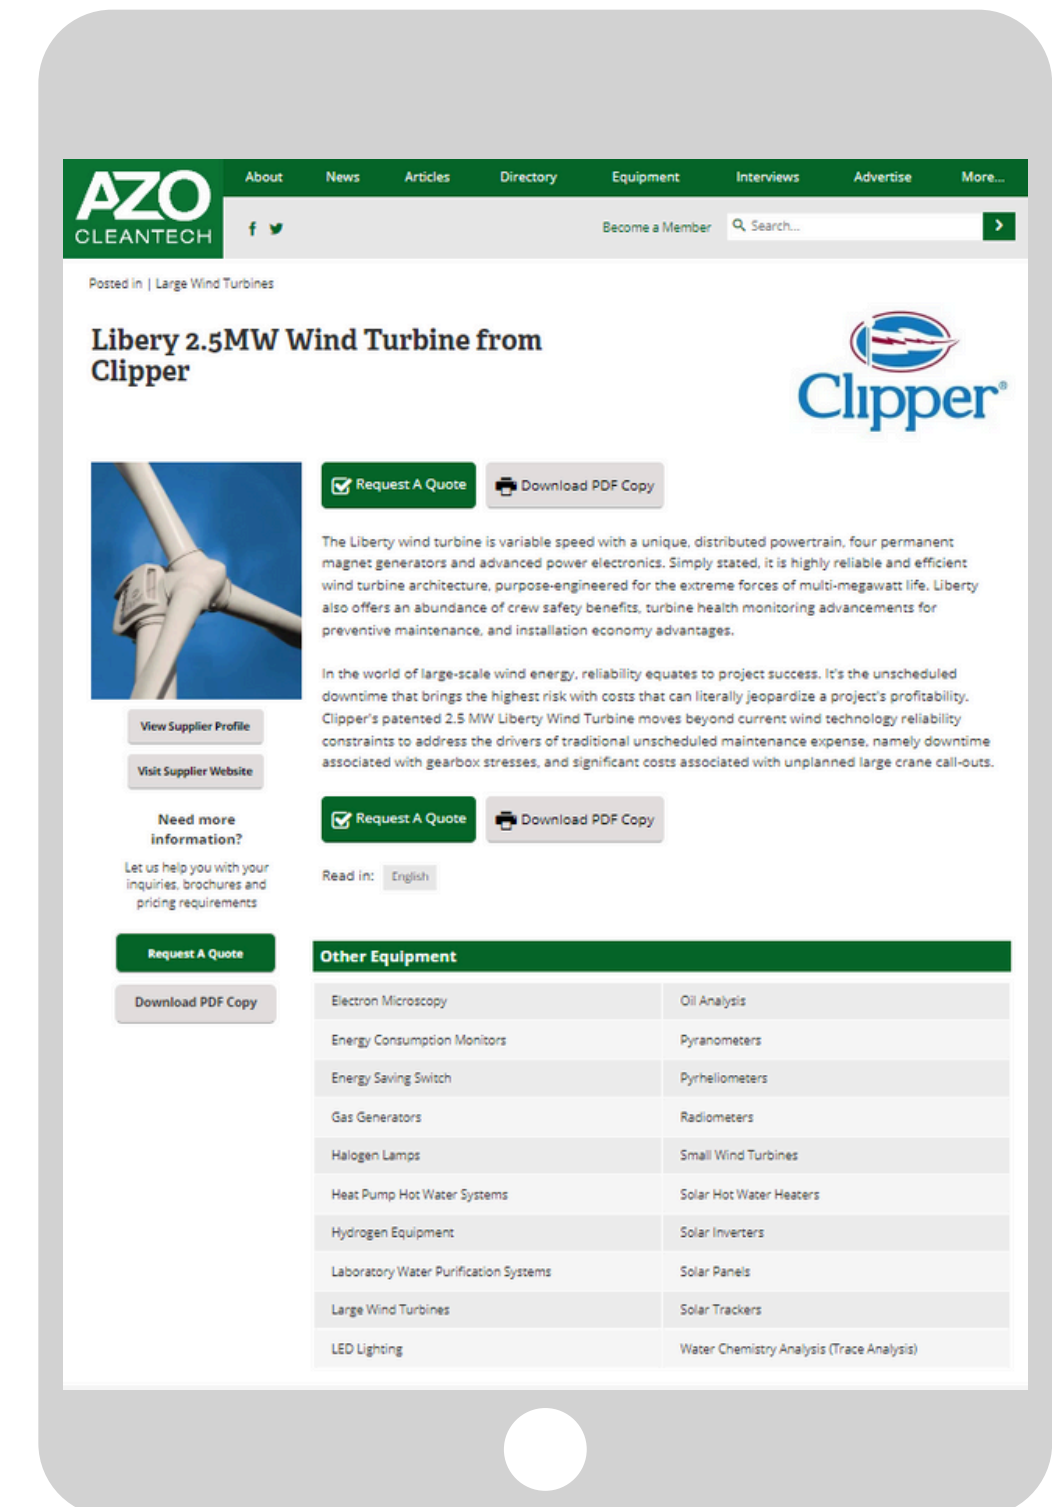 AZO
CLEANTECH
About News Articles Directory Equipment Interviews Advertise More...
Become a Member Search...
Posted in | Large Wind Turbines
Libery 2.5MW Wind Turbine from
Clipper
Clipper®
Request A Quote Download PDF Copy
The Liberty wind turbine is variable speed with a unique, distributed powertrain, four permanent
magnet generators and advanced power electronics. Simply stated, it is highly reliable and efficient
wind turbine architecture, purpose-engineered for the extreme forces of multi-megawatt life. Liberty
also offers an abundance of crew safety benefits, turbine health monitoring advancements for
preventive maintenance, and installation economy advantages.
In the world of large-scale wind energy, reliability equates to project success. It's the unscheduled
downtime that brings the highest risk with costs that can literally jeopardize a project's profitability.
Clipper's patented 2.5 MW Liberty Wind Turbine moves beyond current wind technology reliability
constraints to address the drivers of traditional unscheduled maintenance expense, namely downtime
associated with gearbox stresses, and significant costs associated with unplanned large crane call-outs.
Request A Quote Download PDF Copy
Read in: English
View Supplier Profile
Visit Supplier Website
Need more
information?
Let us help you with your
inquiries, brochures and
pricing requirements
Request A Quote
Download PDF Copy
Other Equipment
Electron Microscopy Oil Analysis
Energy Consumption Monitors Pyranometers
Energy Saving Switch Pyrheliometers
Gas Generators Radiometers
Halogen Lamps Small Wind Turbines
Heat Pump Hot Water Systems Solar Hot Water Heaters
Hydrogen Equipment Solar Inverters
Laboratory Water Purification Systems Solar Panels
Large Wind Turbines Solar Trackers
LED Lighting Water Chemistry Analysis (Trace Analysis)